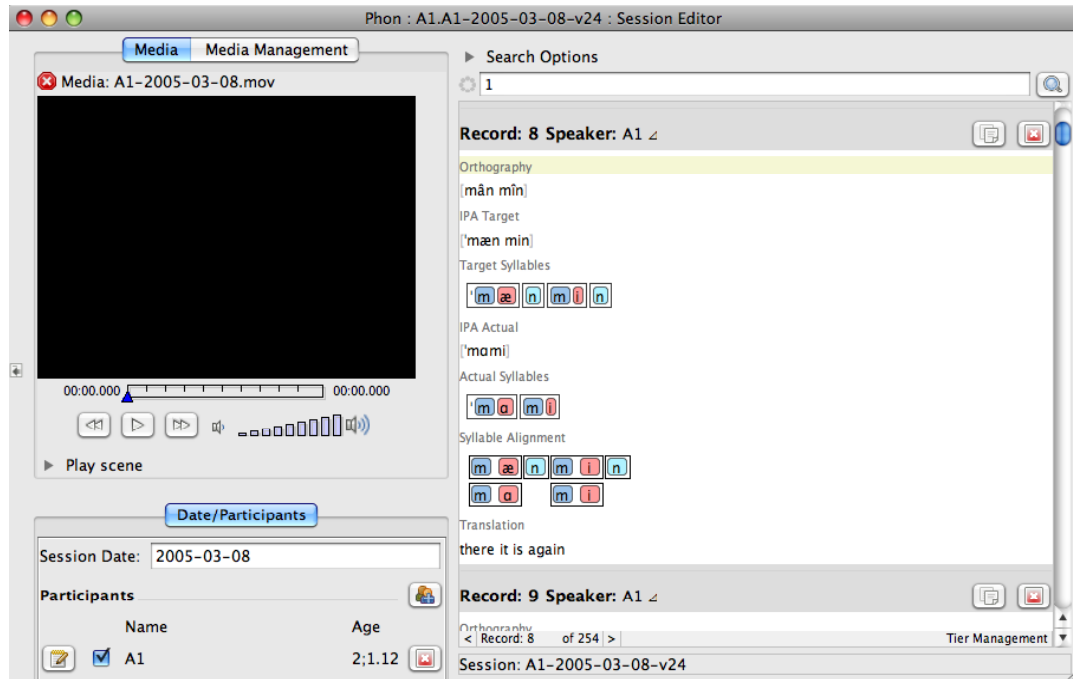 Phon : A1.A1-2005-03-08-v24 : Session Editor
Media Media Management
Media: A1-2005-03-08.mov
00:00.000 00:00.000
Play scene
Date/Participants
Session Date: 2005-03-08
Participants
Name Age
A1 2;1.12
Search Options
1
Record: 8 Speaker: A1
Orthography
[mân mîn]
IPA Target
[ˈmæn min]
Target Syllables
ˈm æ n m i n
IPA Actual
[ˈmɑmi]
Actual Syllables
ˈm ɑ m i
Syllable Alignment
m æ n m i n
m ɑ m i
Translation
there it is again
Record: 9 Speaker: A1
Orthography
< Record: 8 of 254 > Tier Management
Session: A1-2005-03-08-v24